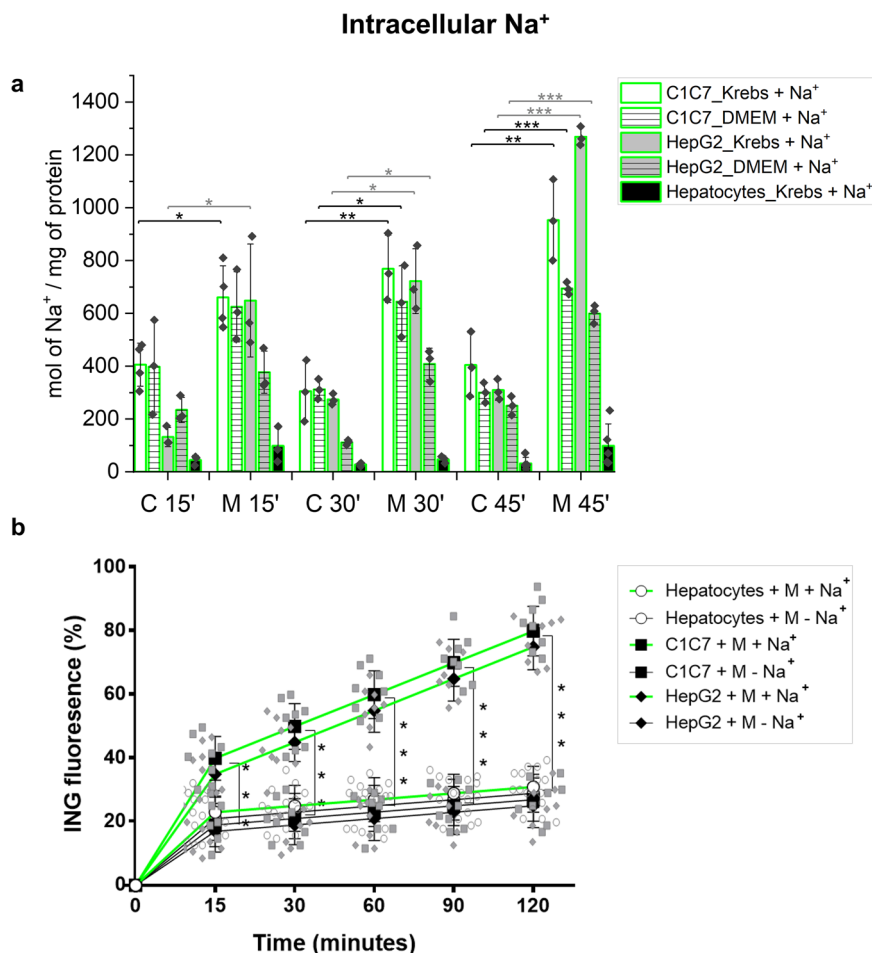 Intracellular Na⁺
a
mol of Na⁺ / mg of protein
1400
1200
1000
800
600
400
200
0
*
*
**
*
*
*
**
***
***
***
C 15' M 15' C 30' M 30' C 45' M 45'
C1C7_Krebs + Na⁺
C1C7_DMEM + Na⁺
HepG2_Krebs + Na⁺
HepG2_DMEM + Na⁺
Hepatocytes_Krebs + Na⁺
b
ING fluoresence (%)
100
80
60
40
20
0
* * *
* * *
* * *
* * *
* * *
0 15 30 60 90 120
Time (minutes)
Hepatocytes + M + Na⁺
Hepatocytes + M - Na⁺
C1C7 + M + Na⁺
C1C7 + M - Na⁺
HepG2 + M + Na⁺
HepG2 + M - Na⁺